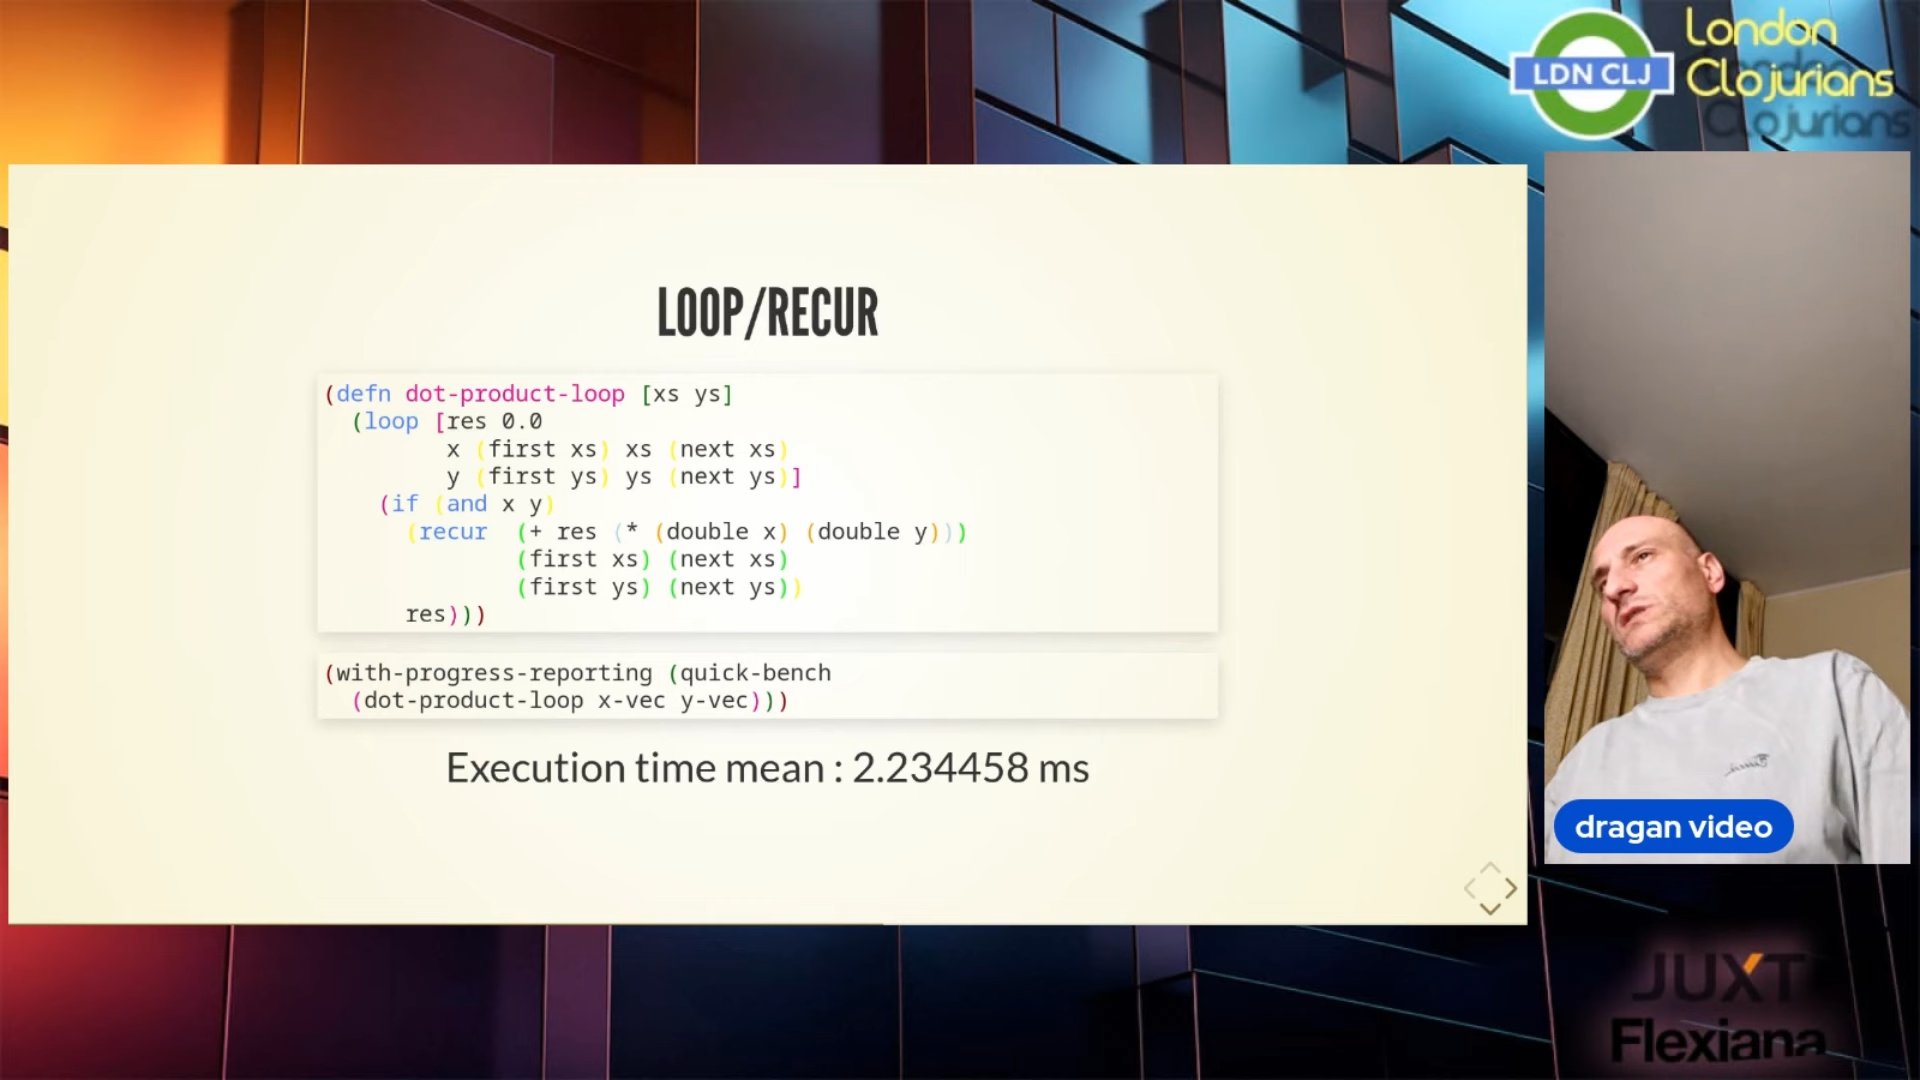 London
Clojurians
LDN CLJ
LOOP/RECUR
(defn dot-product-loop [xs ys]
  (loop [res 0.0
         x (first xs) xs (next xs)
         y (first ys) ys (next ys)]
    (if (and x y)
      (recur  (+ res (* (double x) (double y)))
              (first xs) (next xs)
              (first ys) (next ys))
      res)))
(with-progress-reporting (quick-bench
  (dot-product-loop x-vec y-vec)))
Execution time mean : 2.234458 ms
dragan video
JUXT
Flexiana